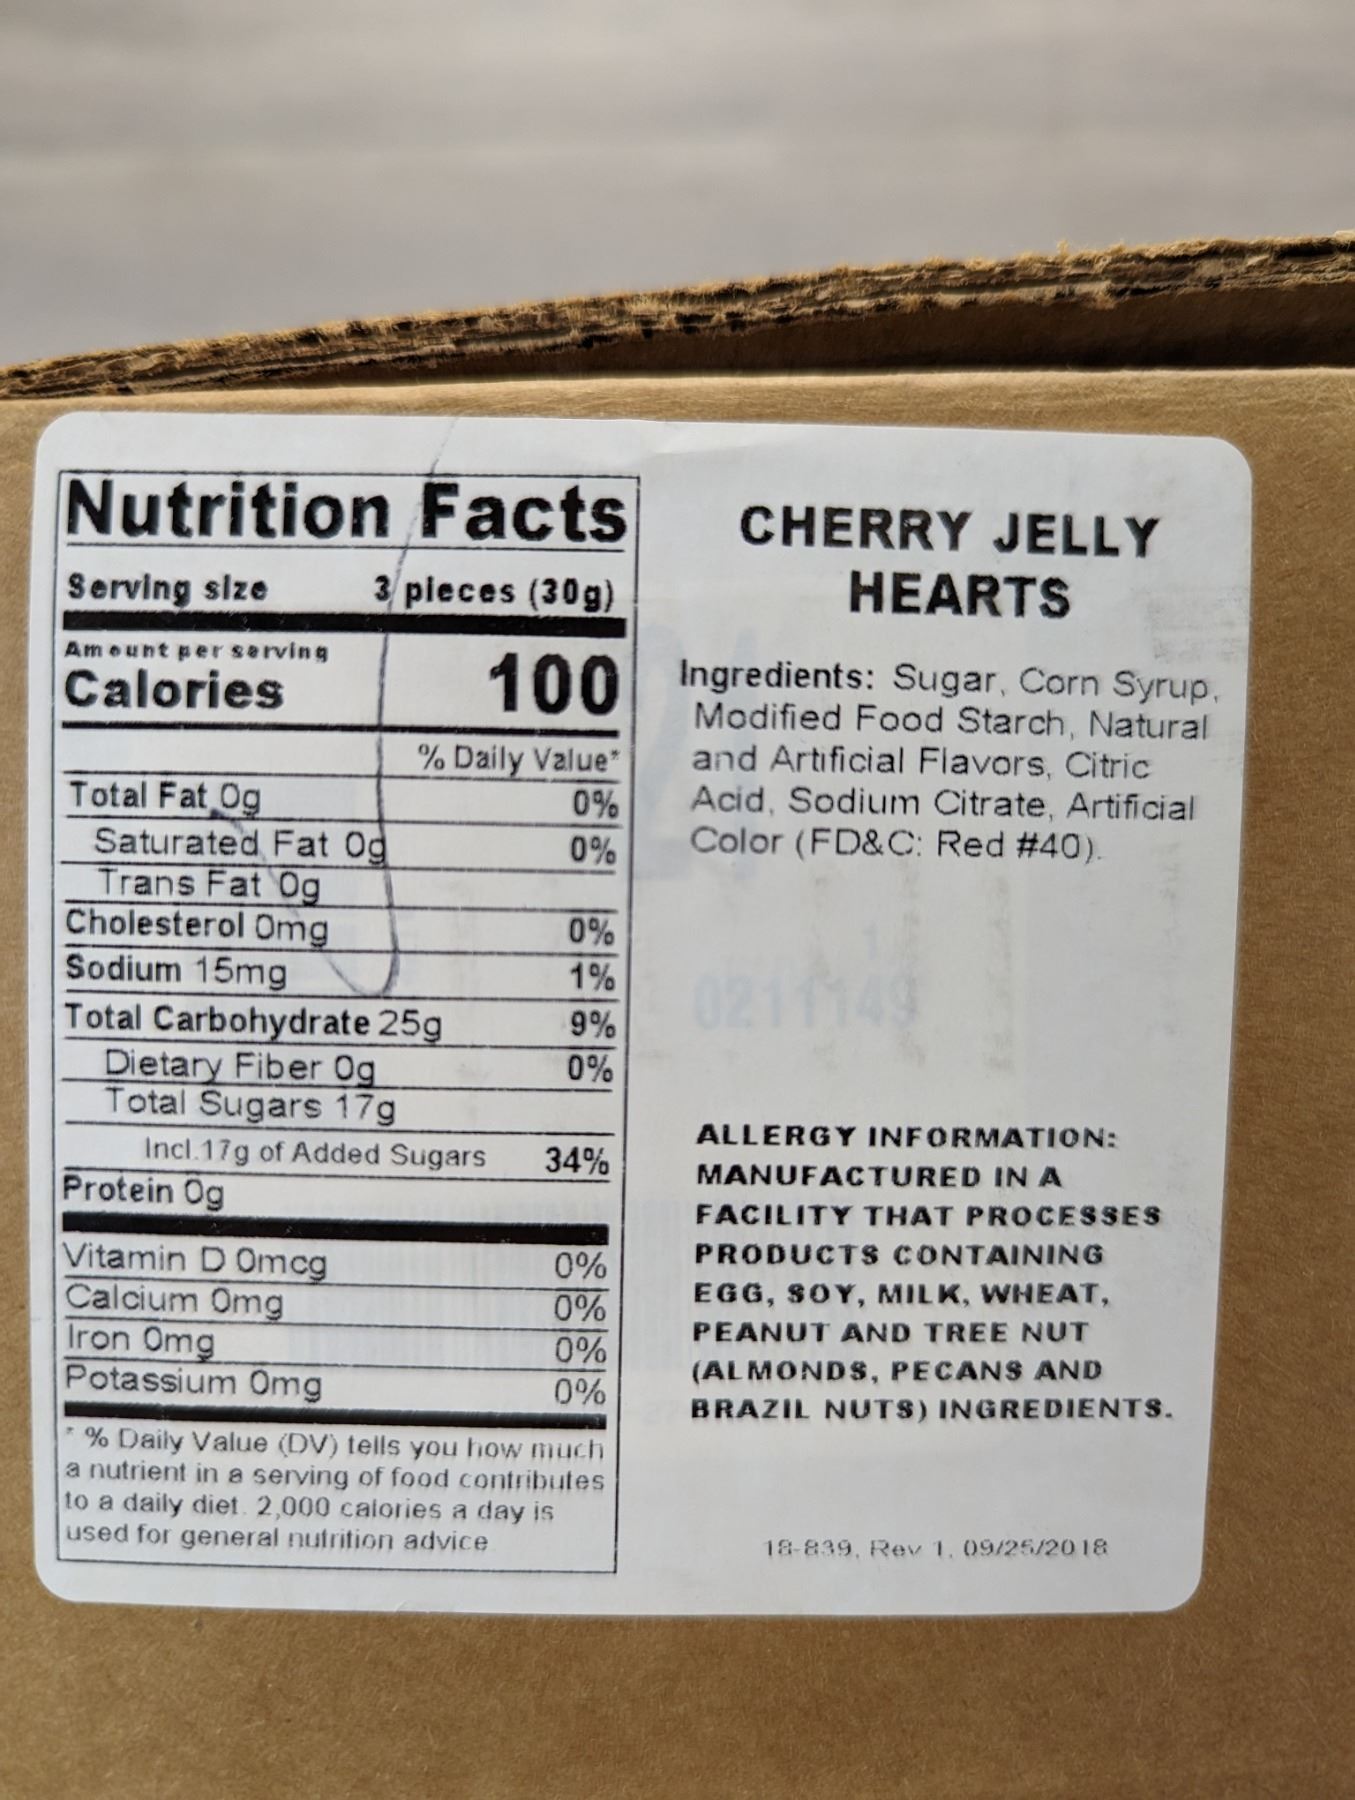 Nutrition Facts
Serving size 3 pieces (30g)
Amount per serving
Calories 100
% Daily Value*
Total Fat 0g 0%
Saturated Fat 0g 0%
Trans Fat 0g
Cholesterol 0mg 0%
Sodium 15mg 1%
Total Carbohydrate 25g 9%
Dietary Fiber 0g 0%
Total Sugars 17g
Incl.17g of Added Sugars 34%
Protein 0g
Vitamin D 0mcg 0%
Calcium 0mg 0%
Iron 0mg 0%
Potassium 0mg 0%
* % Daily Value (DV) tells you how much
a nutrient in a serving of food contributes
to a daily diet. 2,000 calories a day is
used for general nutrition advice
CHERRY JELLY
HEARTS
Ingredients: Sugar, Corn Syrup,
Modified Food Starch, Natural
and Artificial Flavors, Citric
Acid, Sodium Citrate, Artificial
Color (FD&C: Red #40).
0211149
ALLERGY INFORMATION:
MANUFACTURED IN A
FACILITY THAT PROCESSES
PRODUCTS CONTAINING
EGG, SOY, MILK, WHEAT,
PEANUT AND TREE NUT
(ALMONDS, PECANS AND
BRAZIL NUTS) INGREDIENTS.
18-839, Rev 1, 09/25/2018